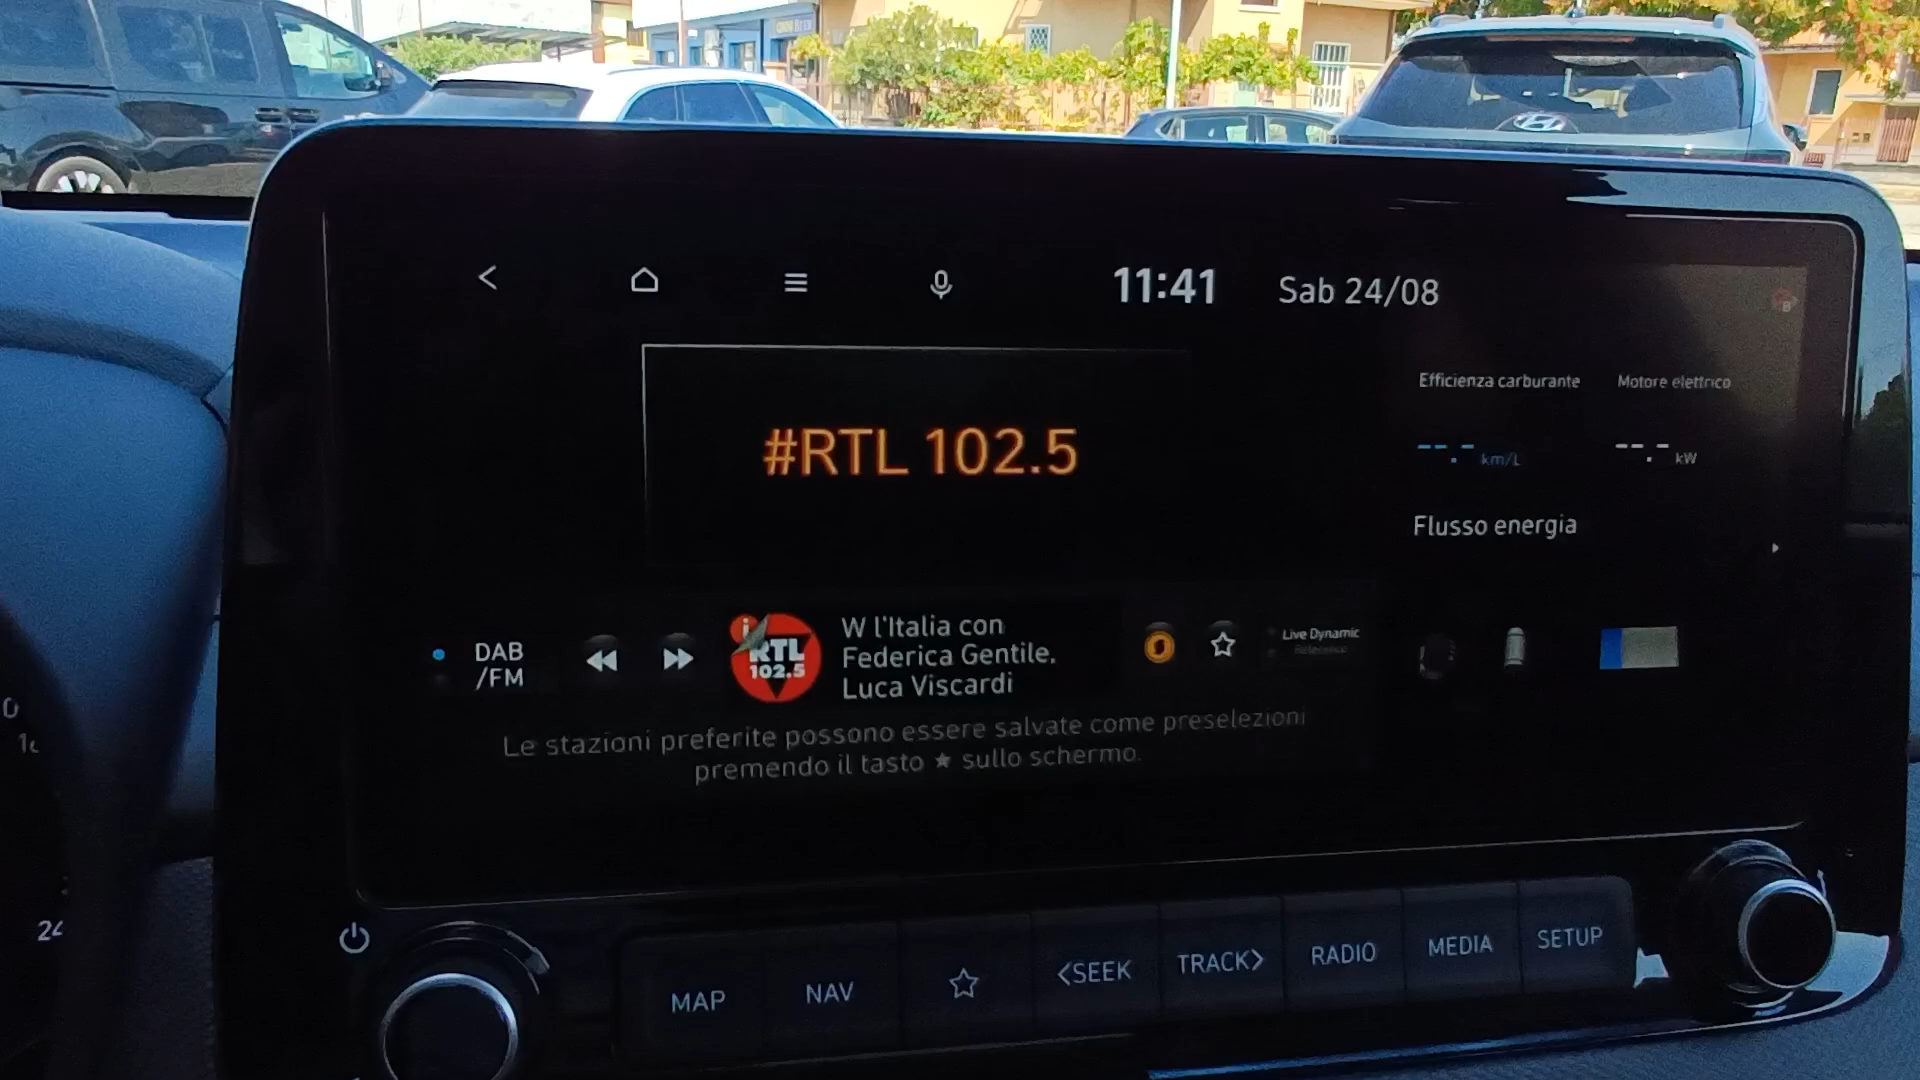 11:41 Sab 24/08
Efficienza carburante Motore elettrico
#RTL 102.5
--.- km/L --.- kW
Flusso energia
DAB
/FM
i
RTL
102.5
W l'Italia con
Federica Gentile.
Luca Viscardi
Live Dynamic
Le stazioni preferite possono essere salvate come preselezioni
premendo il tasto ★ sullo schermo.
MAP NAV ☆ <SEEK TRACK> RADIO MEDIA SETUP